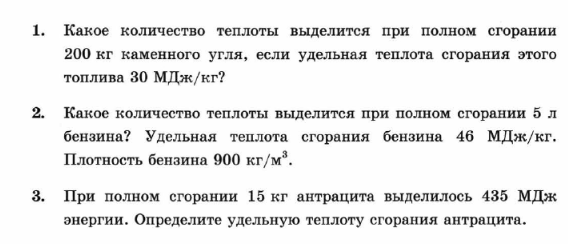 1. Какое количество теплоты выделится при полном сгорании
200 кг каменного угля, если удельная теплота сгорания этого
топлива 30 МДж/кг?
2. Какое количество теплоты выделится при полном сгорании 5 л
бензина? Удельная теплота сгорания бензина 46 МДж/кг.
Плотность бензина 900 кг/м³.
3. При полном сгорании 15 кг антрацита выделилось 435 МДж
энергии. Определите удельную теплоту сгорания антрацита.